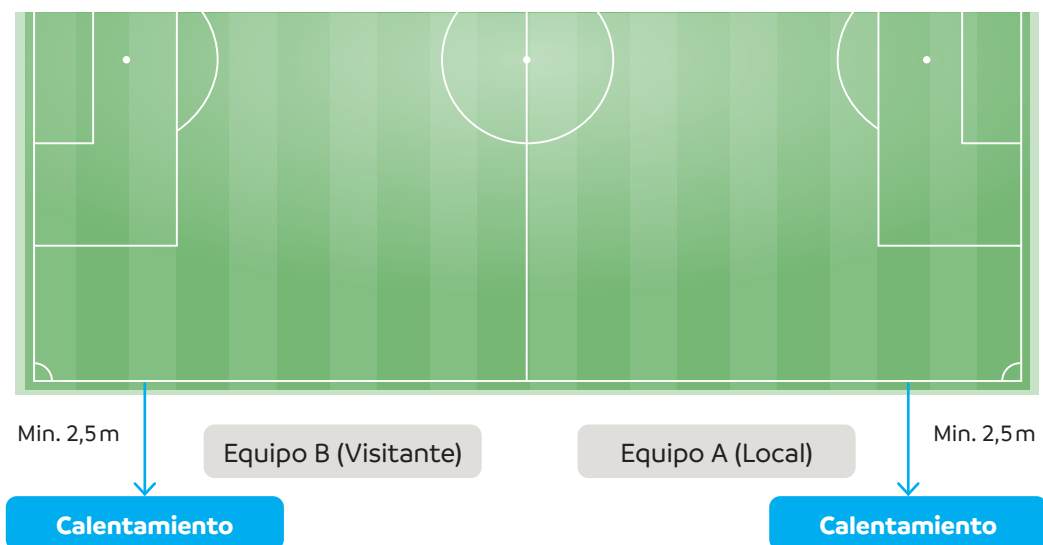 Min. 2,5 m
Equipo B (Visitante)
Equipo A (Local)
Min. 2,5 m
Calentamiento
Calentamiento